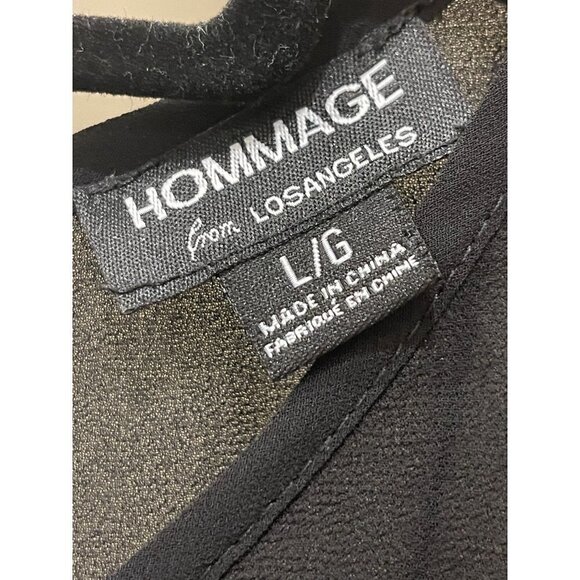 HOMMAGE
from LOSANGELES
L/G
MADE IN CHINA
FABRIQUE EN CHINE